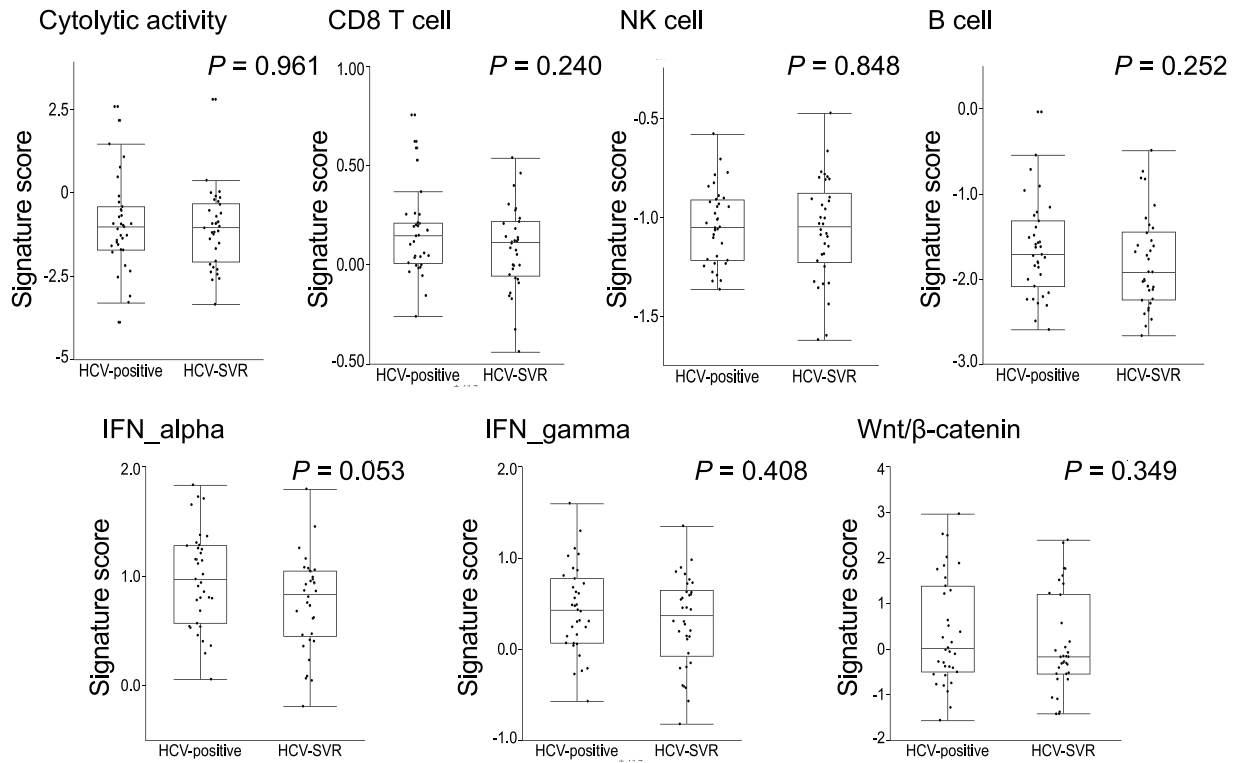 Cytolytic activity
P = 0.961
Signature score
2.5
0
-2.5
-5
HCV-positive
HCV-SVR
CD8 T cell
P = 0.240
Signature score
1.00
0.50
0.00
-0.50
HCV-positive
HCV-SVR
NK cell
P = 0.848
Signature score
-0.5
-1.0
-1.5
HCV-positive
HCV-SVR
B cell
P = 0.252
Signature score
0.0
-1.0
-2.0
-3.0
HCV-positive
HCV-SVR
IFN_alpha
P = 0.053
Signature score
2.0
1.0
0.0
HCV-positive
HCV-SVR
IFN_gamma
P = 0.408
Signature score
2.0
1.0
0.0
-1.0
HCV-positive
HCV-SVR
Wnt/β-catenin
P = 0.349
Signature score
4
3
2
1
0
-1
-2
HCV-positive
HCV-SVR